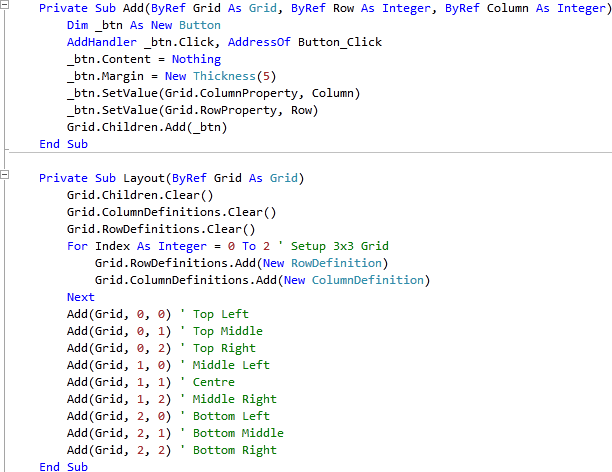 Private Sub Add(ByRef Grid As Grid, ByRef Row As Integer, ByRef Column As Integer)
    Dim _btn As New Button
    AddHandler _btn.Click, AddressOf Button_Click
    _btn.Content = Nothing
    _btn.Margin = New Thickness(5)
    _btn.SetValue(Grid.ColumnProperty, Column)
    _btn.SetValue(Grid.RowProperty, Row)
    Grid.Children.Add(_btn)
End Sub
Private Sub Layout(ByRef Grid As Grid)
    Grid.Children.Clear()
    Grid.ColumnDefinitions.Clear()
    Grid.RowDefinitions.Clear()
    For Index As Integer = 0 To 2 ' Setup 3x3 Grid
        Grid.RowDefinitions.Add(New RowDefinition)
        Grid.ColumnDefinitions.Add(New ColumnDefinition)
    Next
    Add(Grid, 0, 0) ' Top Left
    Add(Grid, 0, 1) ' Top Middle
    Add(Grid, 0, 2) ' Top Right
    Add(Grid, 1, 0) ' Middle Left
    Add(Grid, 1, 1) ' Centre
    Add(Grid, 1, 2) ' Middle Right
    Add(Grid, 2, 0) ' Bottom Left
    Add(Grid, 2, 1) ' Bottom Middle
    Add(Grid, 2, 2) ' Bottom Right
End Sub